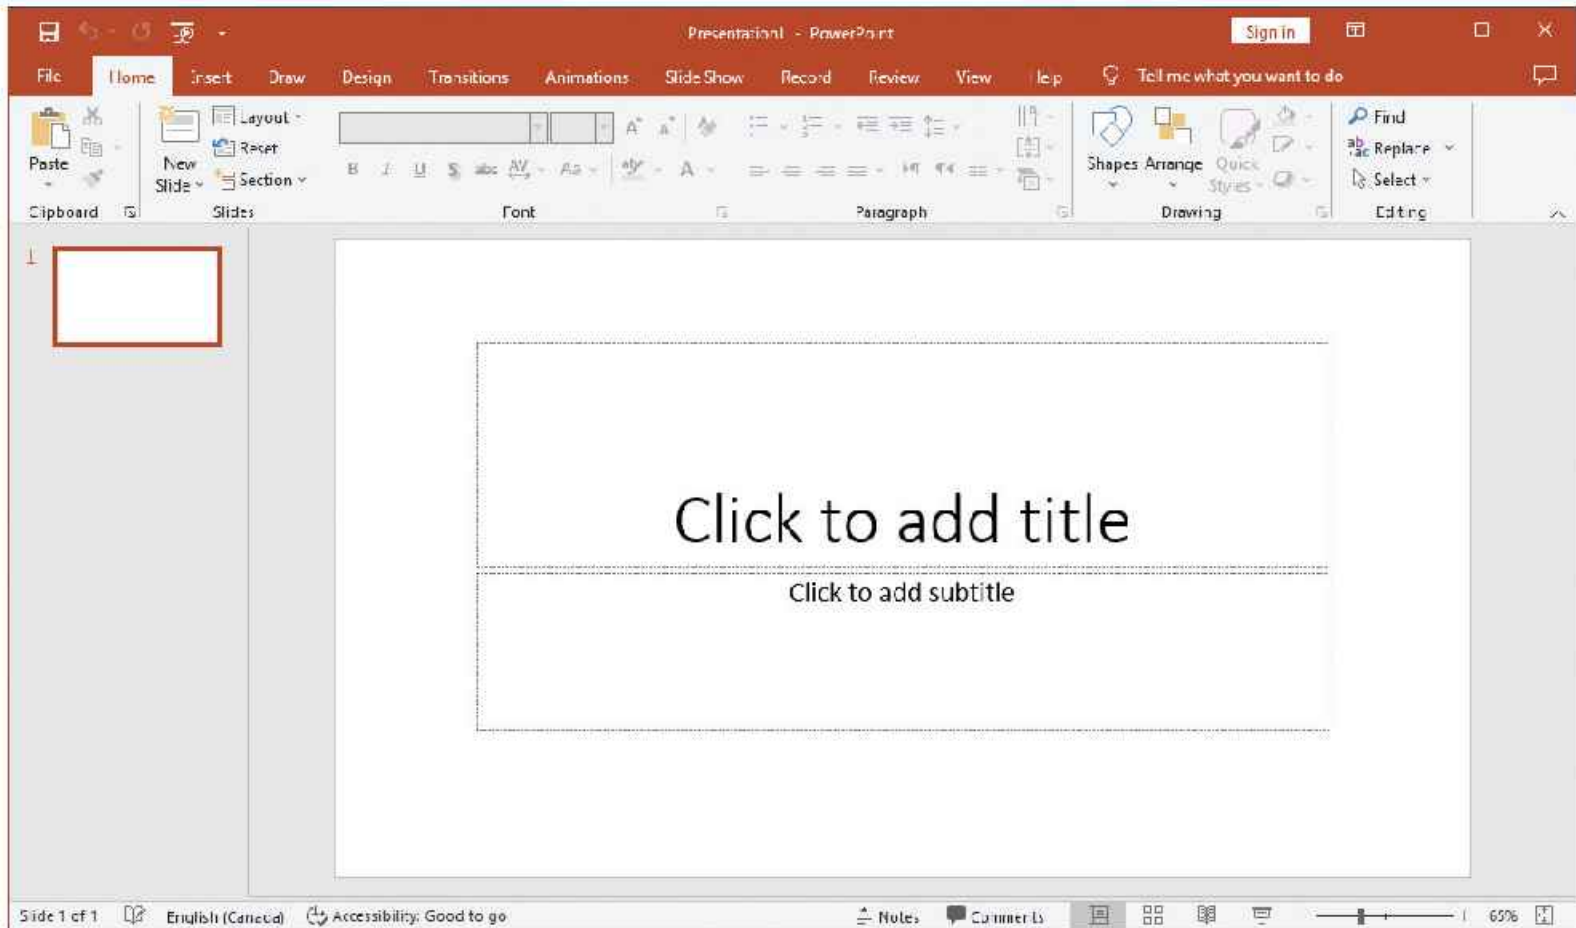 Presentation1 - PowerPoint
Sign in
File Home Insert Draw Design Transitions Animations Slide Show Record Review View Help Tell me what you want to do
Paste
New
Slide
Layout
Reset
Section
B I U S abc AV Aa A
Shapes Arrange Quick
Styles
Find
Replace
Select
Clipboard Slides Font Paragraph Drawing Editing
1
Click to add title
Click to add subtitle
Slide 1 of 1 English (Canada) Accessibility: Good to go Notes Comments 65%